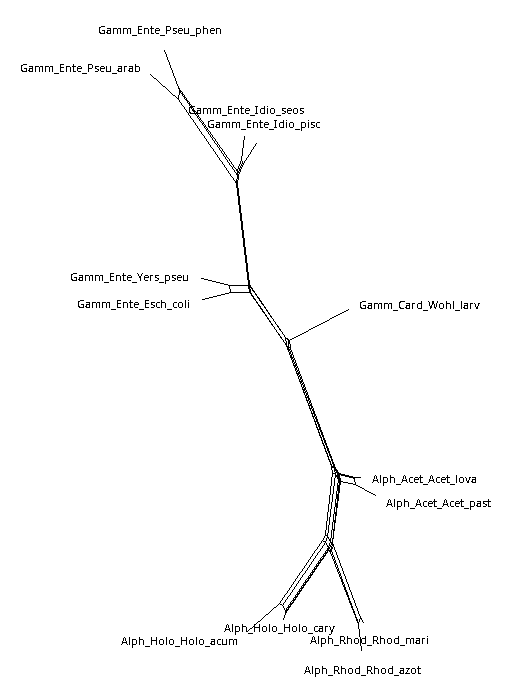 Gamm_Ente_Pseu_phen
Gamm_Ente_Pseu_arab
Gamm_Ente_Idio_seos
Gamm_Ente_Idio_pisc
Gamm_Ente_Yers_pseu
Gamm_Ente_Esch_coli
Gamm_Card_Wohl_larv
Alph_Acet_Acet_lova
Alph_Acet_Acet_past
Alph_Holo_Holo_cary
Alph_Holo_Holo_acum
Alph_Rhod_Rhod_mari
Alph_Rhod_Rhod_azot